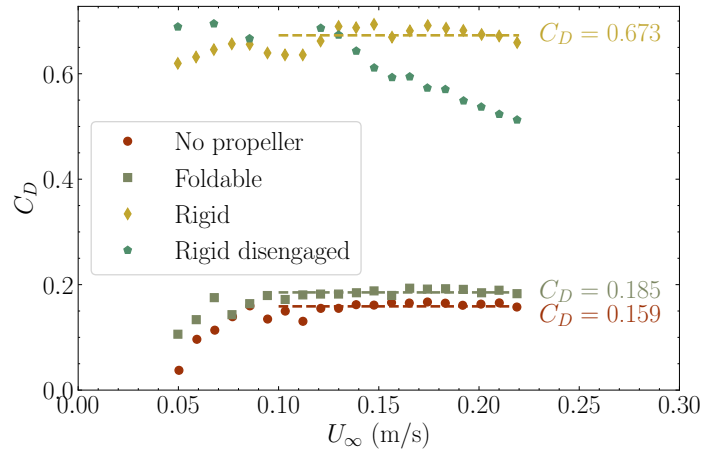 C_D = 0.673
0.6
No propeller
Foldable
Rigid
Rigid disengaged
C_D
0.4
0.2
C_D = 0.185
C_D = 0.159
0.0
0.00 0.05 0.10 0.15 0.20 0.25 0.30
U_∞ (m/s)